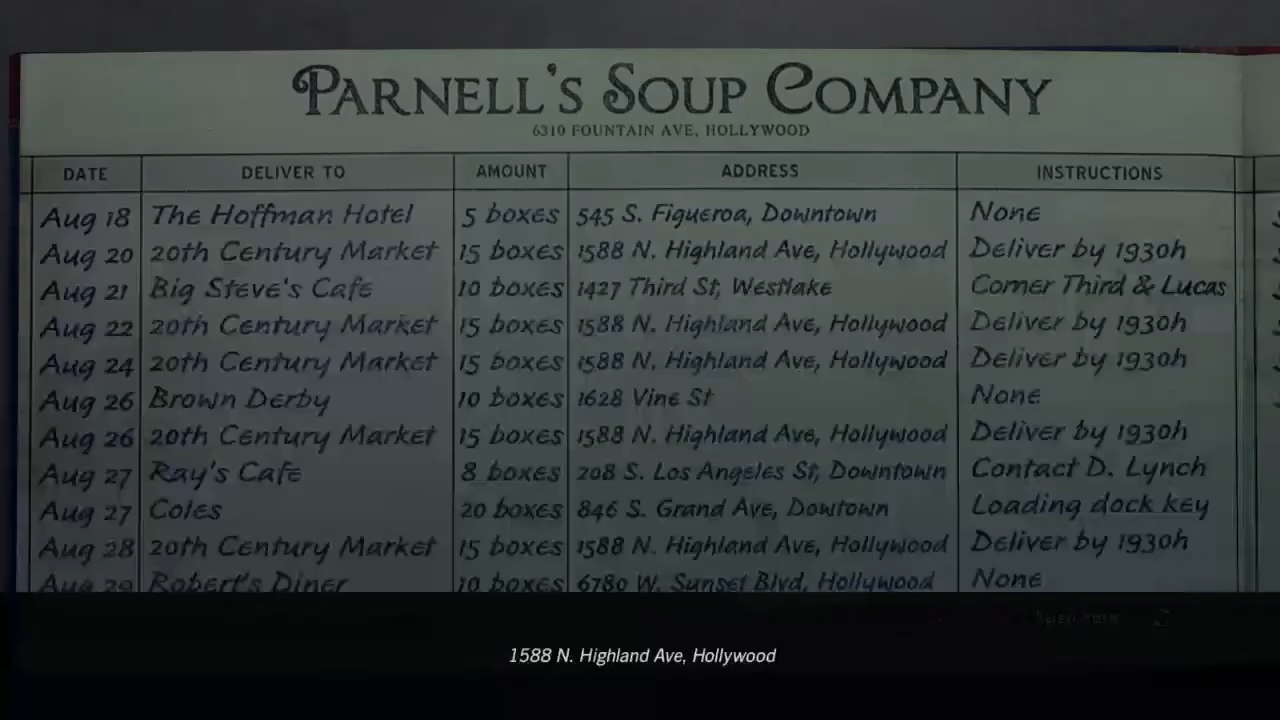 PARNELL'S SOUP COMPANY
6310 FOUNTAIN AVE, HOLLYWOOD
DATE DELIVER TO AMOUNT ADDRESS INSTRUCTIONS
Aug 18 The Hoffman Hotel 5 boxes 545 S. Figueroa, Downtown None
Aug 20 20th Century Market 15 boxes 1588 N. Highland Ave, Hollywood Deliver by 1930h
Aug 21 Big Steve's Cafe 10 boxes 1427 Third St, Westlake Corner Third & Lucas
Aug 22 20th Century Market 15 boxes 1588 N. Highland Ave, Hollywood Deliver by 1930h
Aug 24 20th Century Market 15 boxes 1588 N. Highland Ave, Hollywood Deliver by 1930h
Aug 26 Brown Derby 10 boxes 1628 Vine St None
Aug 26 20th Century Market 15 boxes 1588 N. Highland Ave, Hollywood Deliver by 1930h
Aug 27 Ray's Cafe 8 boxes 208 S. Los Angeles St, Downtown Contact D. Lynch
Aug 27 Coles 20 boxes 846 S. Grand Ave, Dowtown Loading dock key
Aug 28 20th Century Market 15 boxes 1588 N. Highland Ave, Hollywood Deliver by 1930h
Aug 29 Robert's Diner 10 boxes 6780 W. Sunset Blvd, Hollywood None
1588 N. Highland Ave, Hollywood